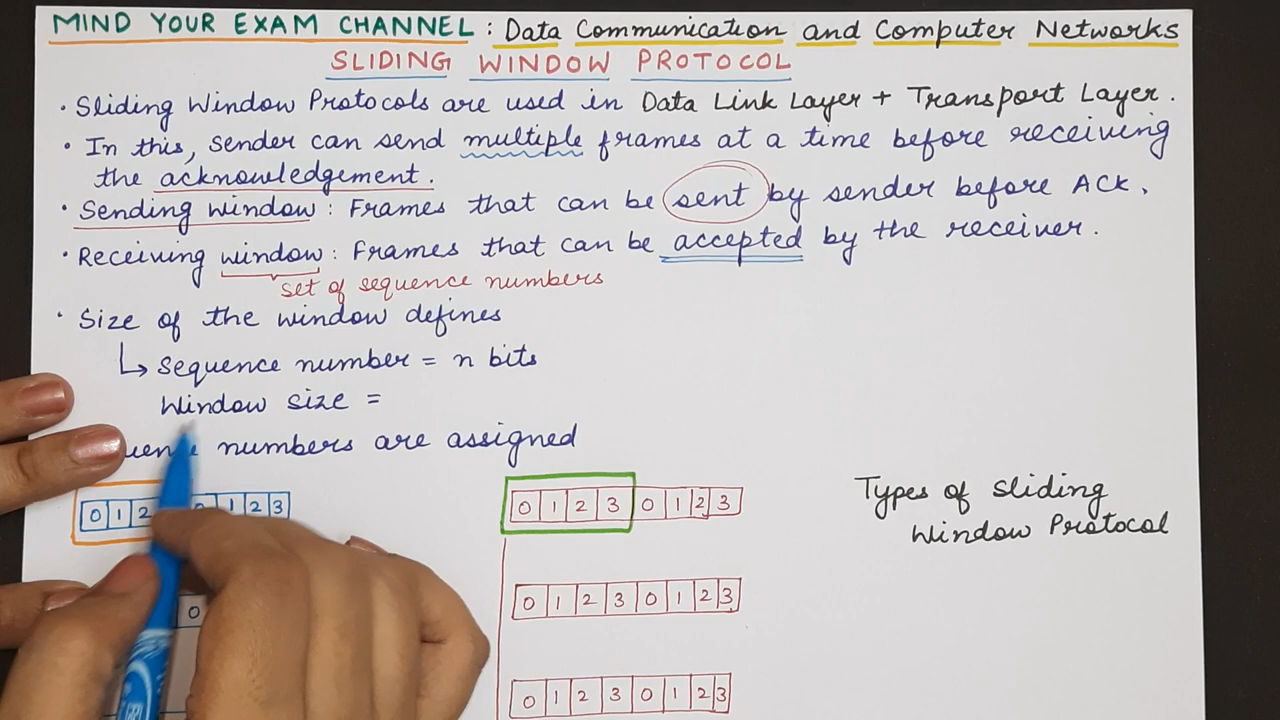 MIND YOUR EXAM CHANNEL : Data Communication and Computer Networks
SLIDING WINDOW PROTOCOL
· Sliding Window Protocols are used in Data Link Layer + Transport Layer.
· In this, sender can send multiple frames at a time before receiving
the acknowledgement.
· Sending window : Frames that can be sent by sender before ACK.
· Receiving window : Frames that can be accepted by the receiver.
set of sequence numbers
· Size of the window defines
↳ Sequence number = n bits
Window size =
numbers are assigned
0 1 2 0 1 2 3
0 1 2 3 0 1 2 3
Types of Sliding
Window Protocol
0 1 2 3 0 1 2 3
0
0 1 2 3 0 1 2 3